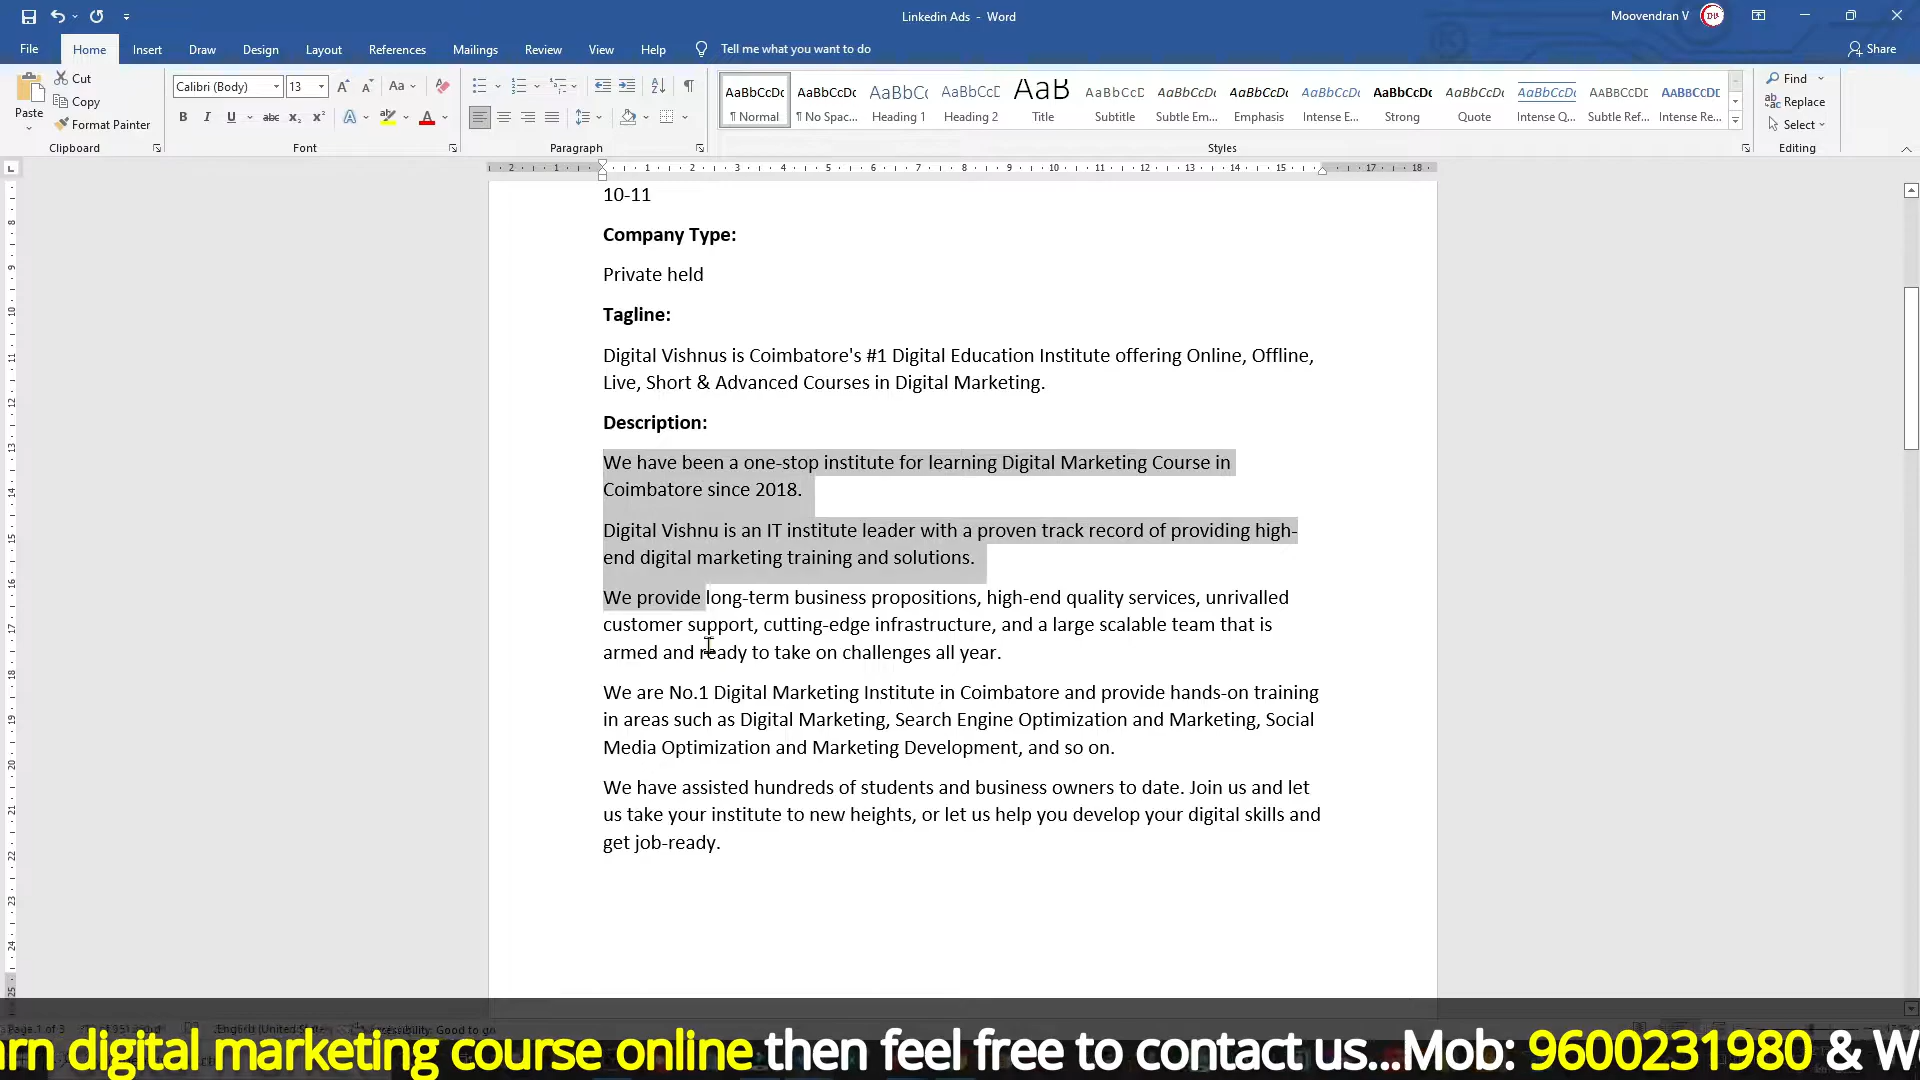 Linkedin Ads - Word
Moovendran V
File Home Insert Draw Design Layout References Mailings Review View Help Tell me what you want to do Share
Paste
Cut
Copy
Format Painter
Clipboard
Calibri (Body) 13
Font
Paragraph
AaBbCcDc ¶ Normal
AaBbCcDc ¶ No Spac...
AaBbCc Heading 1
AaBbCcD Heading 2
AaB Title
AaBbCcD Subtitle
AaBbCcDc Subtle Em...
AaBbCcDc Emphasis
AaBbCcDc Intense E...
AaBbCcDc Strong
AaBbCcDc Quote
AaBbCcDc Intense Q...
AABBCCDE Subtle Ref...
AABBCCDE Intense Re...
Styles
Find
Replace
Select
Editing
10-11
Company Type:
Private held
Tagline:
Digital Vishnus is Coimbatore's #1 Digital Education Institute offering Online, Offline,
Live, Short & Advanced Courses in Digital Marketing.
Description:
We have been a one-stop institute for learning Digital Marketing Course in
Coimbatore since 2018.
Digital Vishnu is an IT institute leader with a proven track record of providing high-
end digital marketing training and solutions.
We provide long-term business propositions, high-end quality services, unrivalled
customer support, cutting-edge infrastructure, and a large scalable team that is
armed and ready to take on challenges all year.
We are No.1 Digital Marketing Institute in Coimbatore and provide hands-on training
in areas such as Digital Marketing, Search Engine Optimization and Marketing, Social
Media Optimization and Marketing Development, and so on.
We have assisted hundreds of students and business owners to date. Join us and let
us take your institute to new heights, or let us help you develop your digital skills and
get job-ready.
Page 1 of 3
arn digital marketing course online then feel free to contact us...Mob: 9600231980 & W